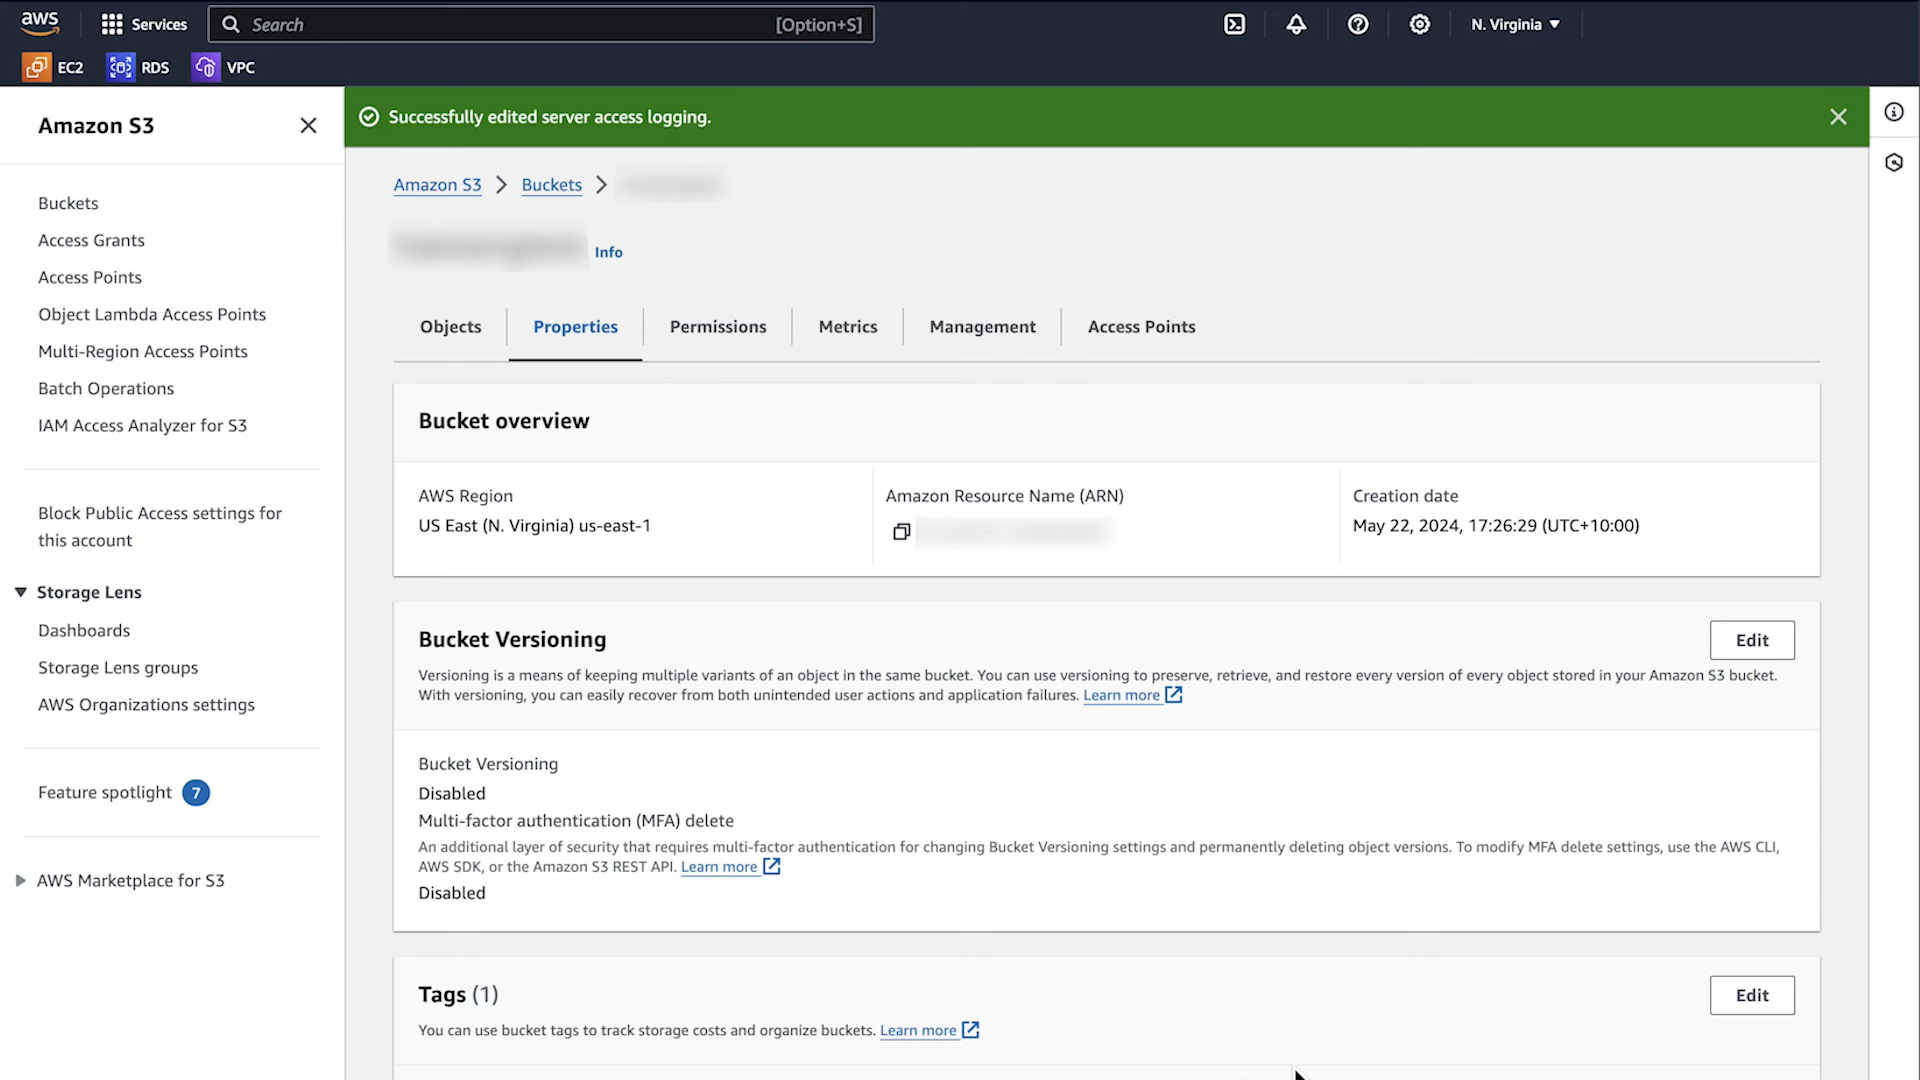 aws
Services
Search
[Option+S]
N. Virginia
EC2
RDS
VPC
Amazon S3
Buckets
Access Grants
Access Points
Object Lambda Access Points
Multi-Region Access Points
Batch Operations
IAM Access Analyzer for S3
Block Public Access settings for
this account
Storage Lens
Dashboards
Storage Lens groups
AWS Organizations settings
Feature spotlight 7
AWS Marketplace for S3
Successfully edited server access logging.
Amazon S3 > Buckets >
Info
Objects
Properties
Permissions
Metrics
Management
Access Points
Bucket overview
AWS Region
US East (N. Virginia) us-east-1
Amazon Resource Name (ARN)
Creation date
May 22, 2024, 17:26:29 (UTC+10:00)
Bucket Versioning
Edit
Versioning is a means of keeping multiple variants of an object in the same bucket. You can use versioning to preserve, retrieve, and restore every version of every object stored in your Amazon S3 bucket.
With versioning, you can easily recover from both unintended user actions and application failures. Learn more
Bucket Versioning
Disabled
Multi-factor authentication (MFA) delete
An additional layer of security that requires multi-factor authentication for changing Bucket Versioning settings and permanently deleting object versions. To modify MFA delete settings, use the AWS CLI,
AWS SDK, or the Amazon S3 REST API. Learn more
Disabled
Tags (1)
Edit
You can use bucket tags to track storage costs and organize buckets. Learn more